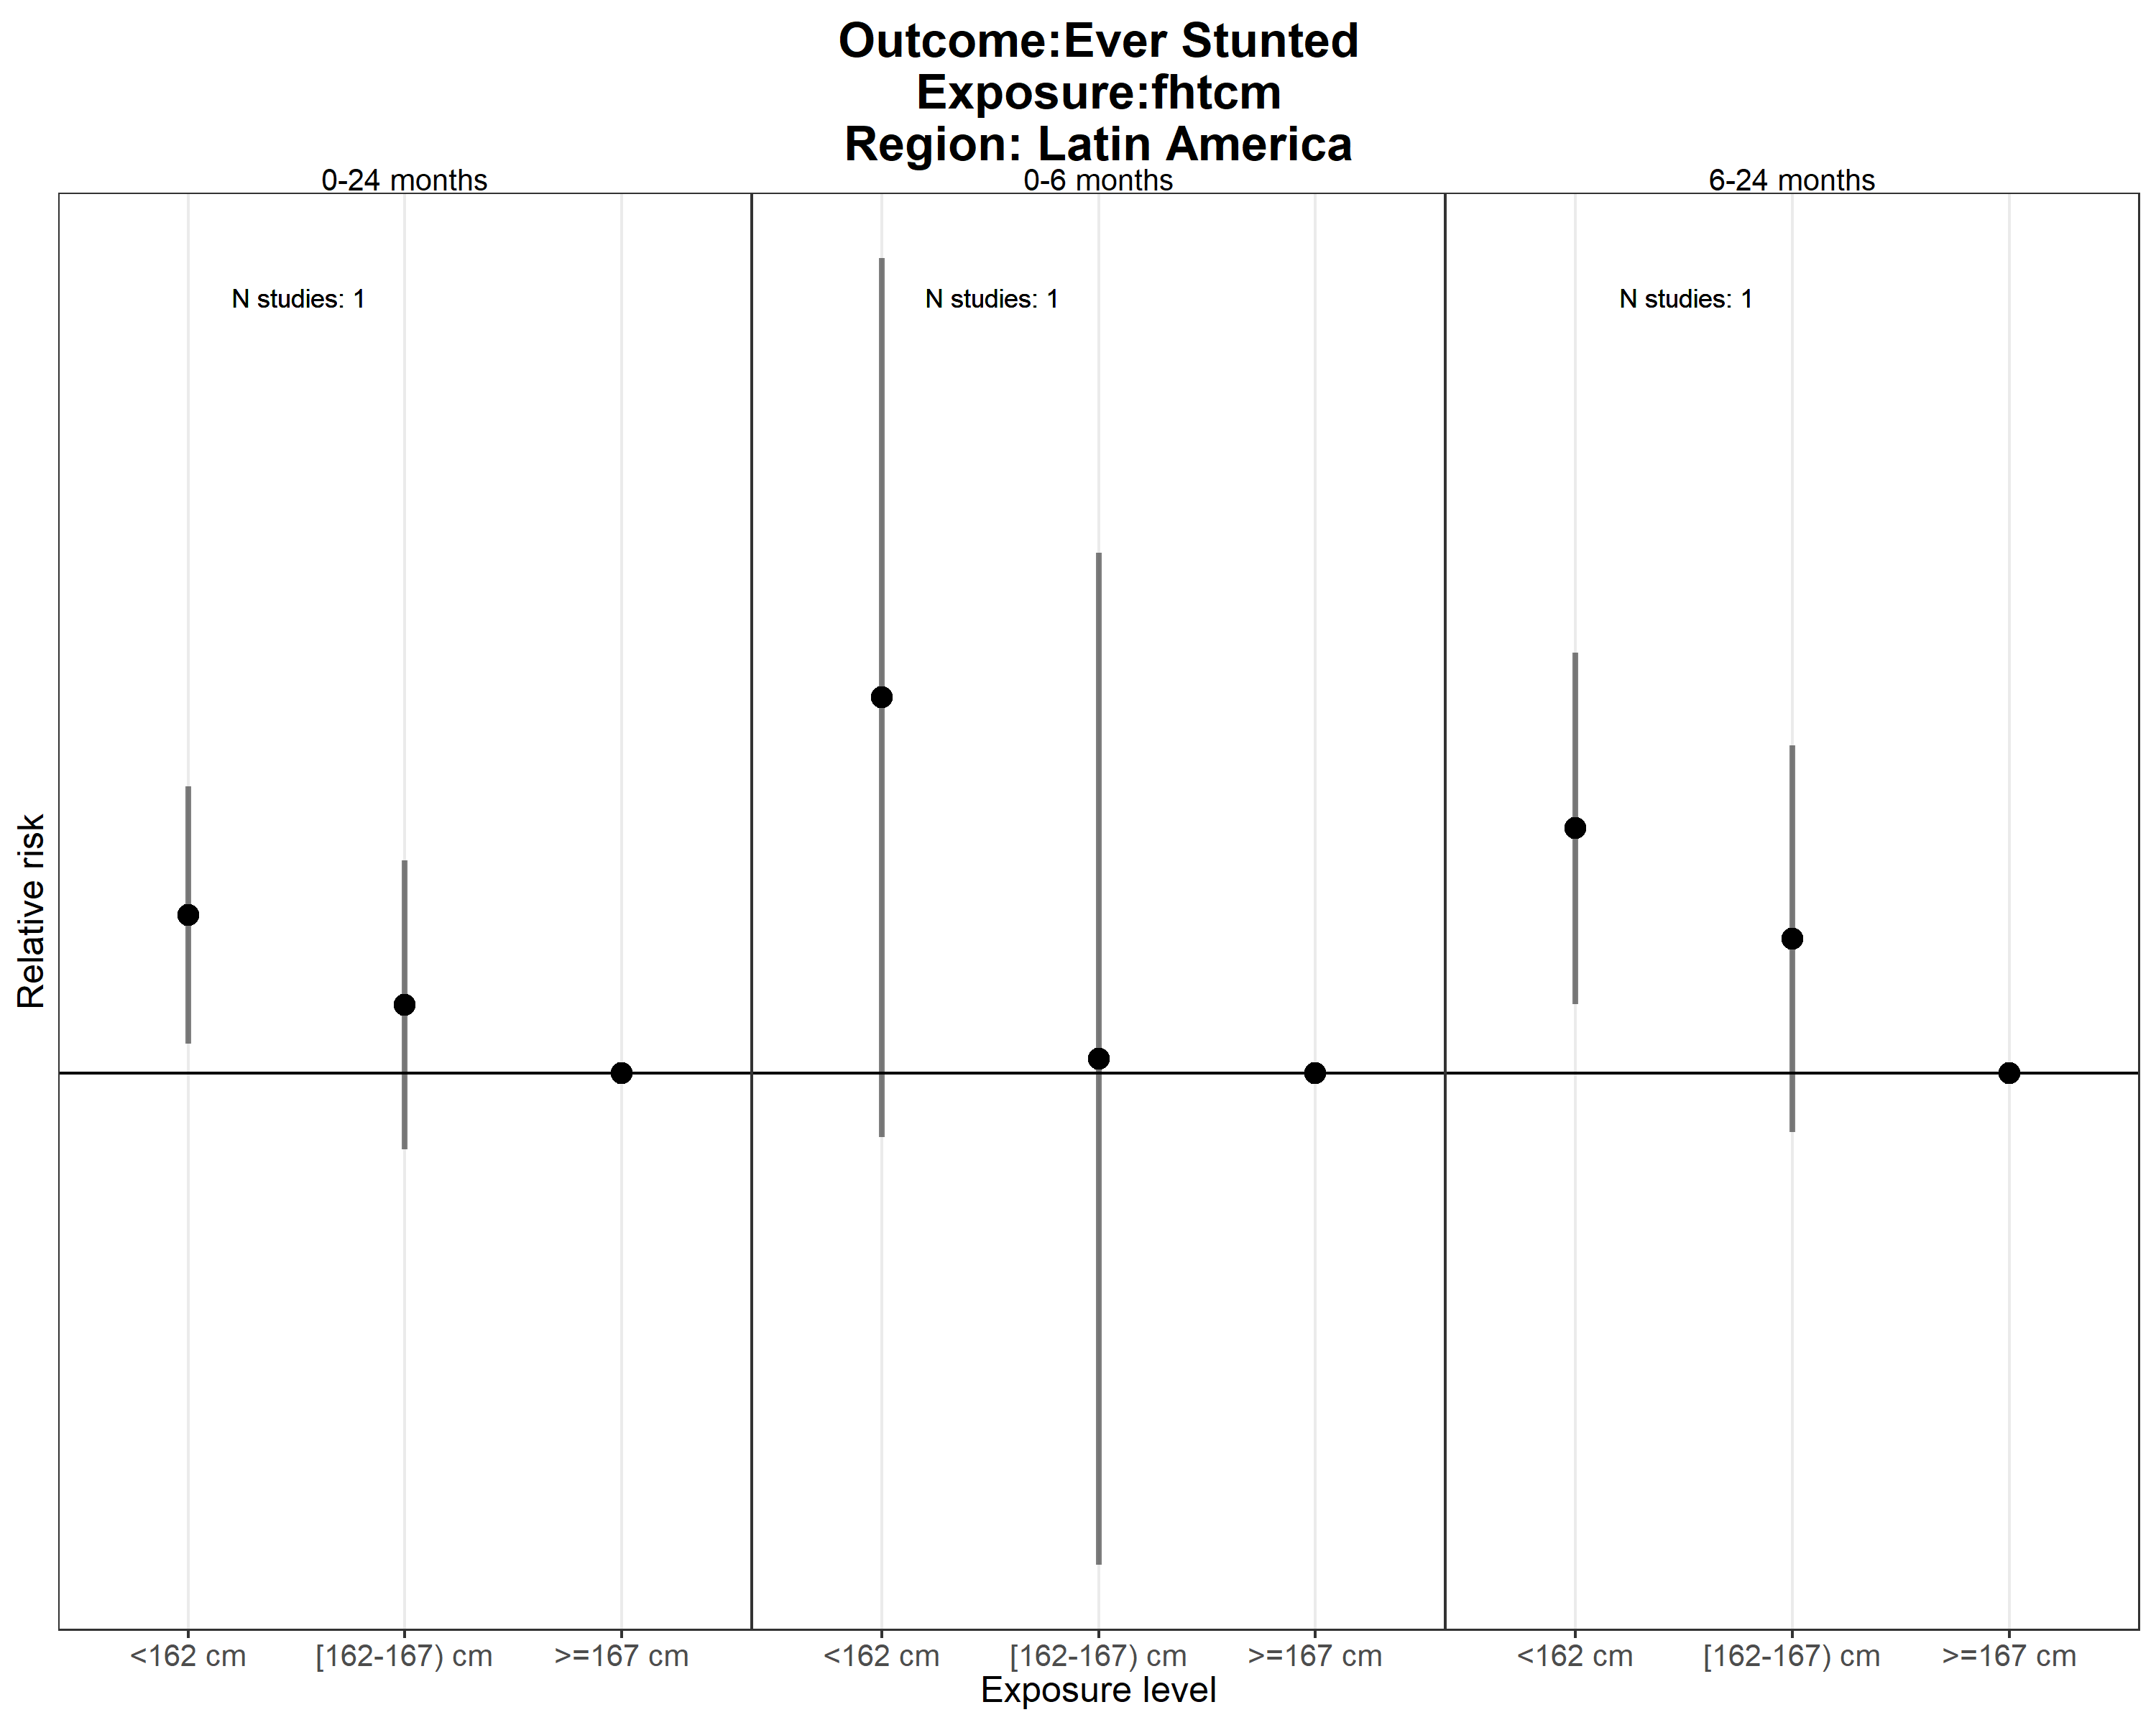 Outcome:Ever Stunted
Exposure:fhtcm
Region: Latin America
0-24 months
0-6 months
6-24 months
N studies: 1
N studies: 1
N studies: 1
Relative risk
<162 cm
[162-167) cm
>=167 cm
<162 cm
[162-167) cm
>=167 cm
<162 cm
[162-167) cm
>=167 cm
Exposure level